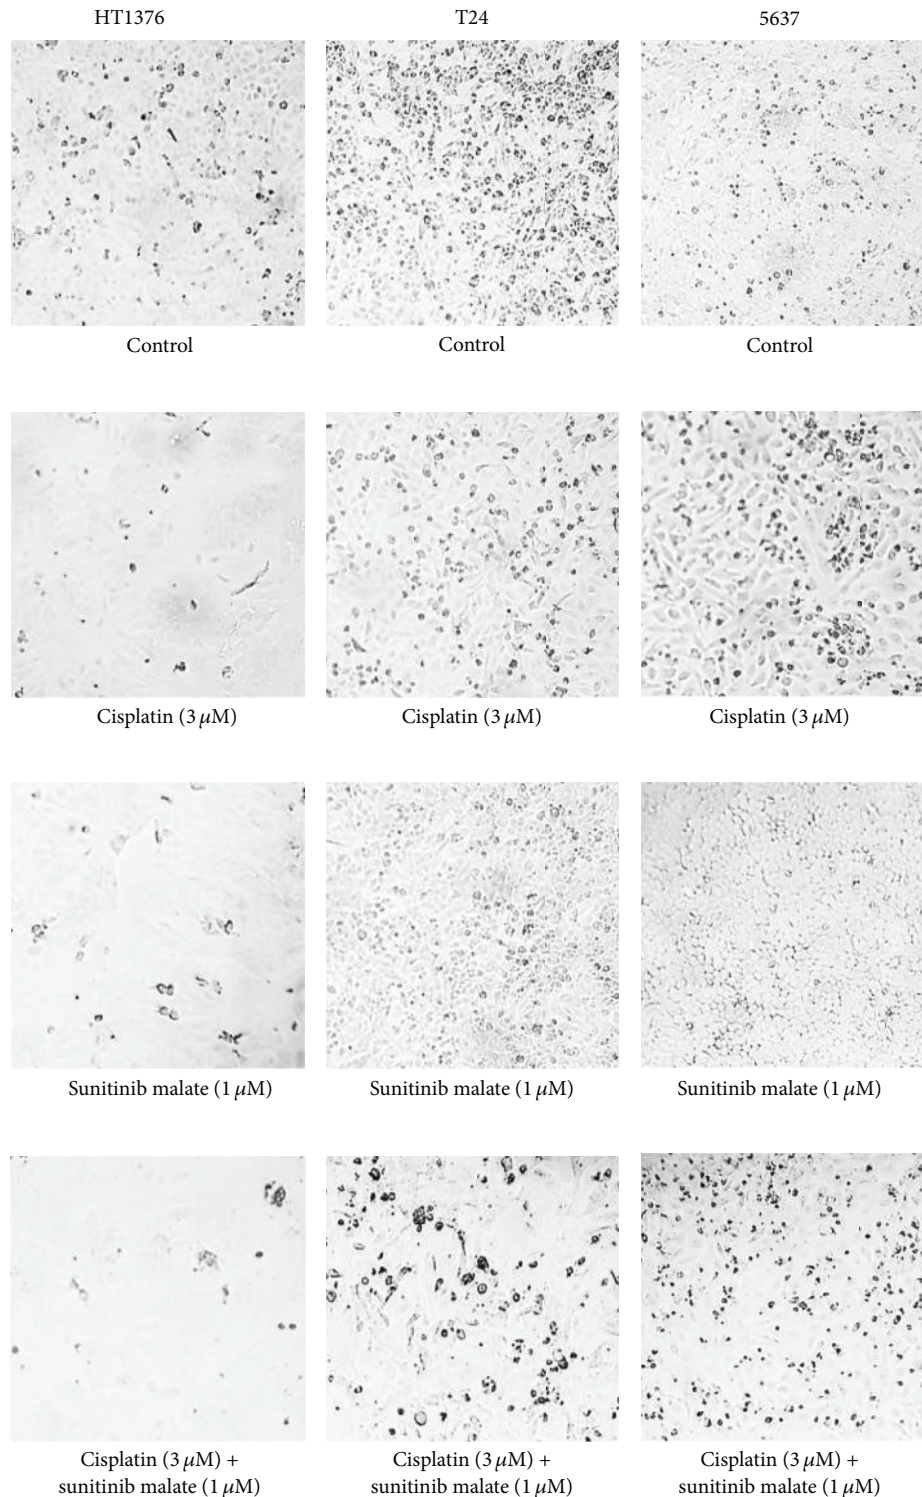 HT1376
T24
5637
Control
Control
Control
Cisplatin (3 μM)
Cisplatin (3 μM)
Cisplatin (3 μM)
Sunitinib malate (1 μM)
Sunitinib malate (1 μM)
Sunitinib malate (1 μM)
Cisplatin (3 μM) +
sunitinib malate (1 μM)
Cisplatin (3 μM) +
sunitinib malate (1 μM)
Cisplatin (3 μM) +
sunitinib malate (1 μM)